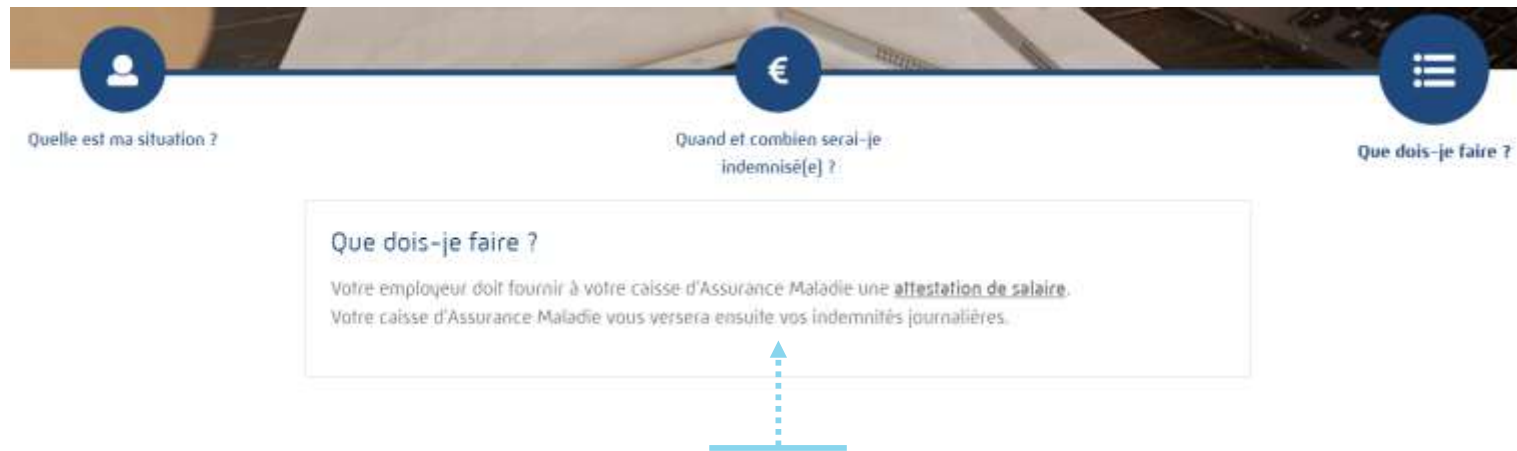 €
Quelle est ma situation ?
Quand et combien serai-je
indemnisé(e) ?
Que dois-je faire ?
Que dois-je faire ?
Votre employeur doit fournir à votre caisse d'Assurance Maladie une attestation de salaire.
Votre caisse d'Assurance Maladie vous versera ensuite vos indemnités journalières.